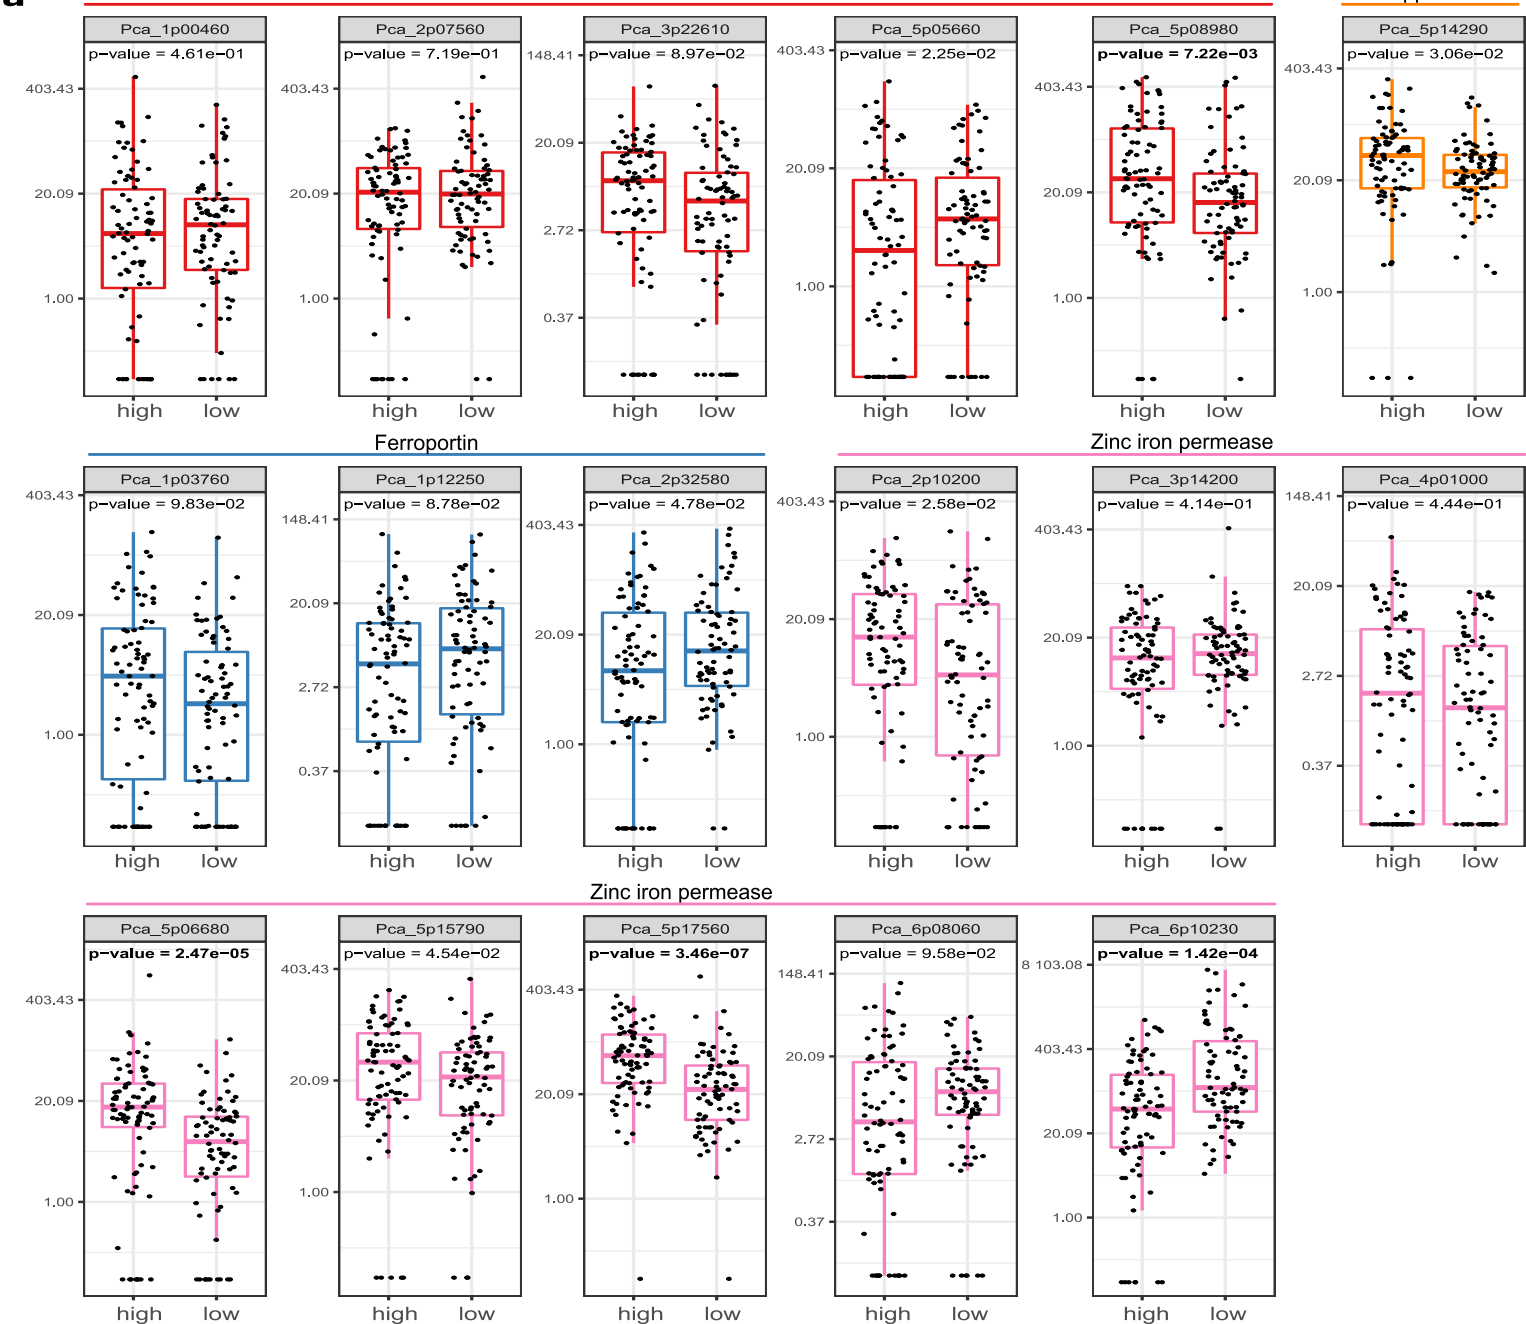 Pca_1p00460 Pca_2p07560 Pca_3p22610 Pca_5p05660 Pca_5p08980 Pca_5p14290
p-value = 4.61e-01 p-value = 7.19e-01 p-value = 8.97e-02 p-value = 2.25e-02 p-value = 7.22e-03 p-value = 3.06e-02
403.43 403.43 148.41 403.43 403.43 403.43
20.09 20.09 20.09 20.09 20.09 20.09
2.72
1.00 1.00 0.37 1.00 1.00 1.00
high low high low high low high low high low high low
Ferroportin Zinc iron permease
Pca_1p03760 Pca_1p12250 Pca_2p32580 Pca_2p10200 Pca_3p14200 Pca_4p01000
p-value = 9.83e-02 p-value = 8.78e-02 p-value = 4.78e-02 p-value = 2.58e-02 p-value = 4.14e-01 p-value = 4.44e-01
403.43 148.41 403.43 403.43 403.43 148.41
20.09 20.09 20.09 20.09 20.09 20.09
2.72 2.72
1.00 0.37 1.00 1.00 1.00 0.37
high low high low high low high low high low high low
Zinc iron permease
Pca_5p06680 Pca_5p15790 Pca_5p17560 Pca_6p08060 Pca_6p10230
p-value = 2.47e-05 p-value = 4.54e-02 p-value = 3.46e-07 p-value = 9.58e-02 p-value = 1.42e-04
403.43 403.43 403.43 148.41 8 103.08
20.09 20.09 20.09 20.09 403.43
2.72 20.09
1.00 1.00 1.00 0.37 1.00
high low high low high low high low high low